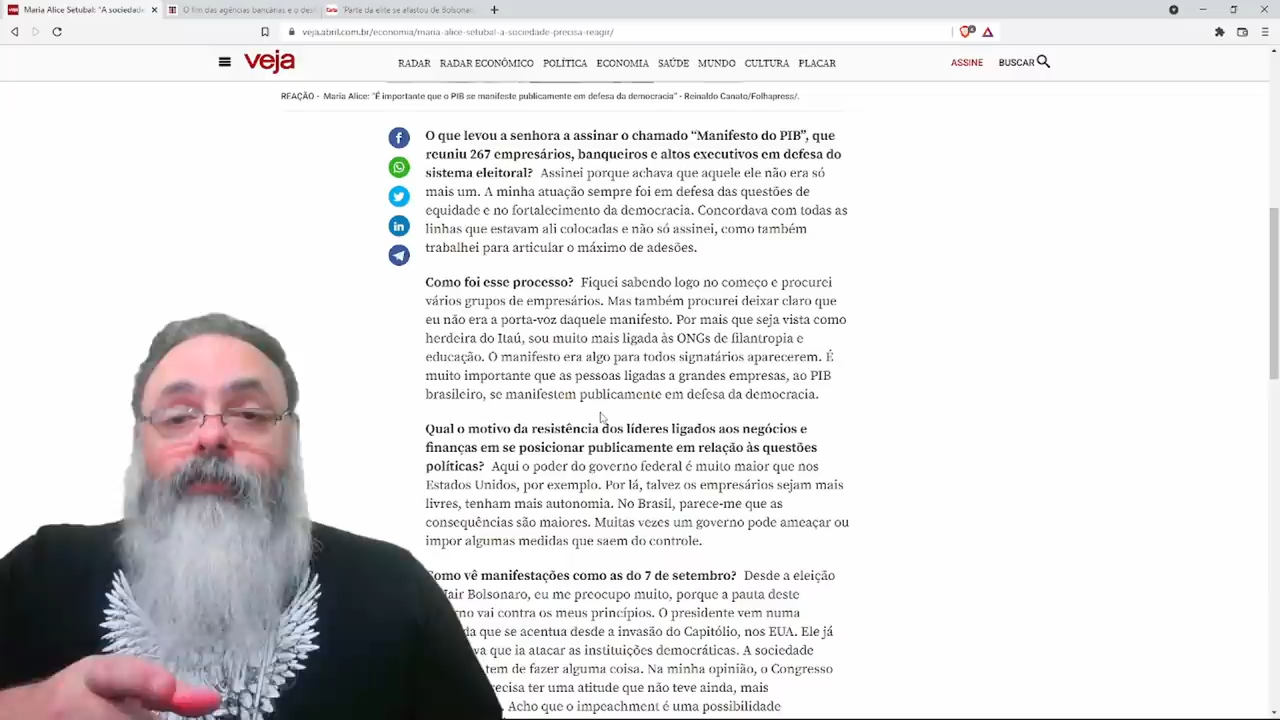 Maria Alice Setubal: "A sociedade
O fim das agências bancárias e o des
"Parte da elite se afastou de Bolsonar
veja.abril.com.br/economia/maria-alice-setubal-a-sociedade-precisa-reagir/
veja
RADAR RADAR ECONÔMICO POLÍTICA ECONOMIA SAÚDE MUNDO CULTURA PLACAR
ASSINE BUSCAR
REAÇÃO - Maria Alice: "É importante que o PIB se manifeste publicamente em defesa da democracia" - Reinaldo Canato/Folhapress/.
O que levou a senhora a assinar o chamado “Manifesto do PIB”, que
reuniu 267 empresários, banqueiros e altos executivos em defesa do
sistema eleitoral? Assinei porque achava que aquele ele não era só
mais um. A minha atuação sempre foi em defesa das questões de
equidade e no fortalecimento da democracia. Concordava com todas as
linhas que estavam ali colocadas e não só assinei, como também
trabalhei para articular o máximo de adesões.
Como foi esse processo? Fiquei sabendo logo no começo e procurei
vários grupos de empresários. Mas também procurei deixar claro que
eu não era a porta-voz daquele manifesto. Por mais que seja vista como
herdeira do Itaú, sou muito mais ligada às ONGs de filantropia e
educação. O manifesto era algo para todos signatários aparecerem. É
muito importante que as pessoas ligadas a grandes empresas, ao PIB
brasileiro, se manifestem publicamente em defesa da democracia.
Qual o motivo da resistência dos líderes ligados aos negócios e
finanças em se posicionar publicamente em relação às questões
políticas? Aqui o poder do governo federal é muito maior que nos
Estados Unidos, por exemplo. Por lá, talvez os empresários sejam mais
livres, tenham mais autonomia. No Brasil, parece-me que as
consequências são maiores. Muitas vezes um governo pode ameaçar ou
impor algumas medidas que saem do controle.
Como vê manifestações como as do 7 de setembro? Desde a eleição
Jair Bolsonaro, eu me preocupo muito, porque a pauta deste
vai contra os meus princípios. O presidente vem numa
que se acentua desde a invasão do Capitólio, nos EUA. Ele já
que ia atacar as instituições democráticas. A sociedade
tem de fazer alguma coisa. Na minha opinião, o Congresso
ter uma atitude que não teve ainda, mais
Acho que o impeachment é uma possibilidade